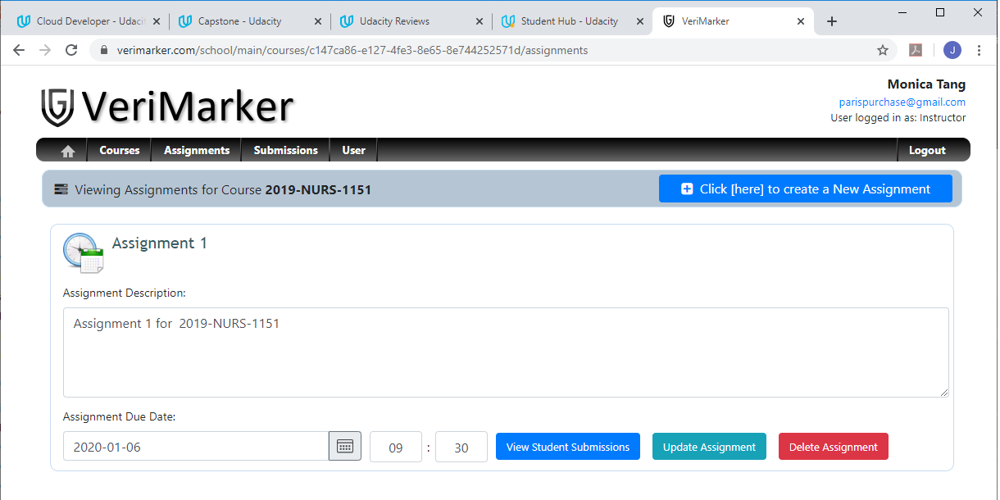 Cloud Developer - Udaci
Capstone - Udacity
Udacity Reviews
Student Hub - Udacity
VeriMarker
verimarker.com/school/main/courses/c147ca86-e127-4fe3-8e65-8e744252571d/assignments
J
VeriMarker
Monica Tang
parispurchase@gmail.com
User logged in as: Instructor
Courses
Assignments
Submissions
User
Logout
Viewing Assignments for Course 2019-NURS-1151
Click [here] to create a New Assignment
Assignment 1
Assignment Description:
Assignment 1 for 2019-NURS-1151
Assignment Due Date:
2020-01-06
09 : 30
View Student Submissions
Update Assignment
Delete Assignment